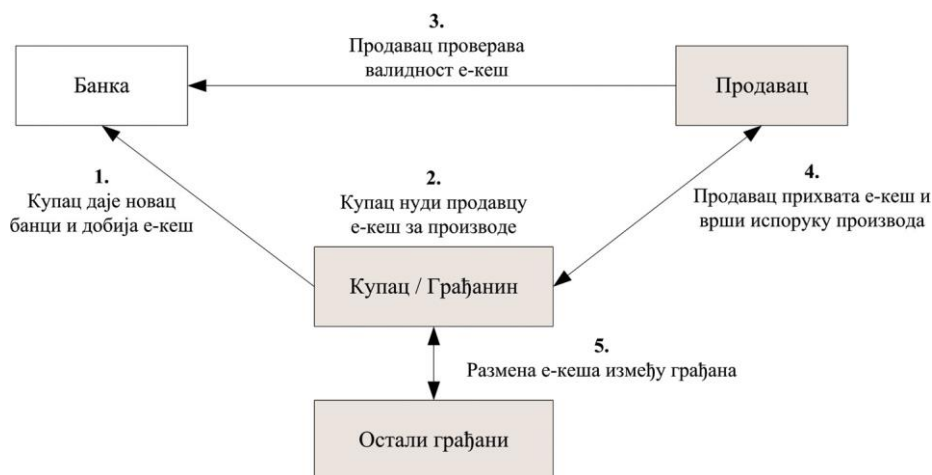 3.
Продавац проверава
валидност е-кеш
Банка
Продавац
1.
Купац даје новац
банци и добија е-кеш
2.
Купац нуди продавцу
е-кеш за производе
4.
Продавац прихвата е-кеш и
врши испоруку производа
Купац / Грађанин
5.
Размена е-кеша између грађана
Остали грађани